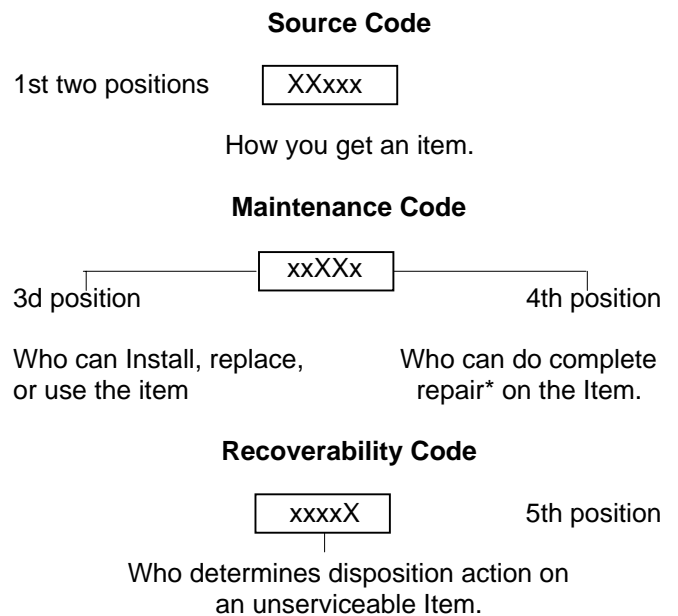 Source Code
1st two positions XXxxx
How you get an item.
Maintenance Code
xxXXx
3d position 4th position
Who can Install, replace, Who can do complete
or use the item repair* on the Item.
Recoverability Code
xxxxX 5th position
Who determines disposition action on
an unserviceable Item.